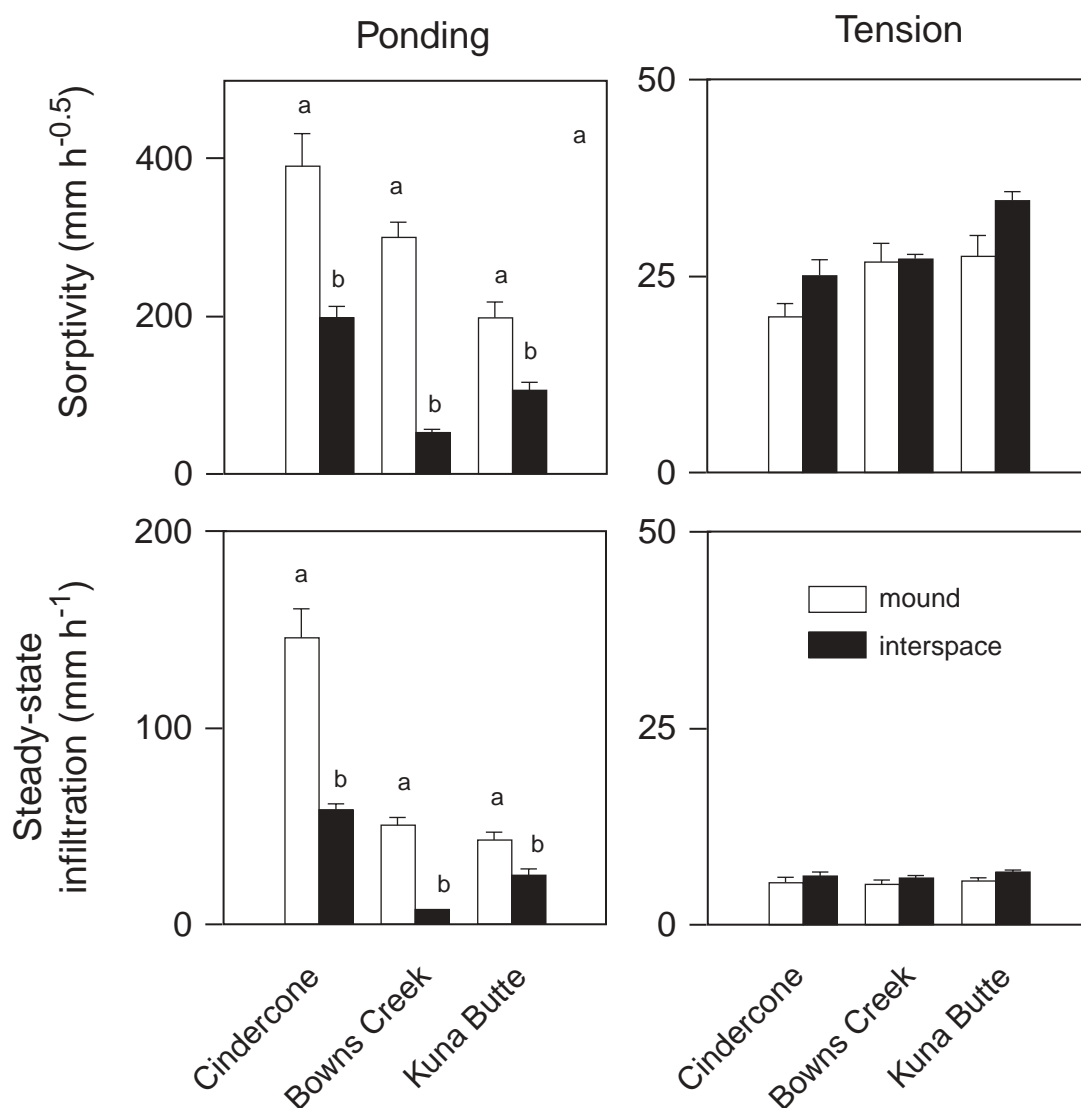 Ponding
Tension
Sorptivity (mm h-0.5)
400
200
0
a
b
a
b
a
b
a
50
25
0
Steady-state
infiltration (mm h-1)
200
100
0
a
b
a
b
a
b
50
25
0
mound
interspace
Cindercone
Bowns Creek
Kuna Butte
Cindercone
Bowns Creek
Kuna Butte